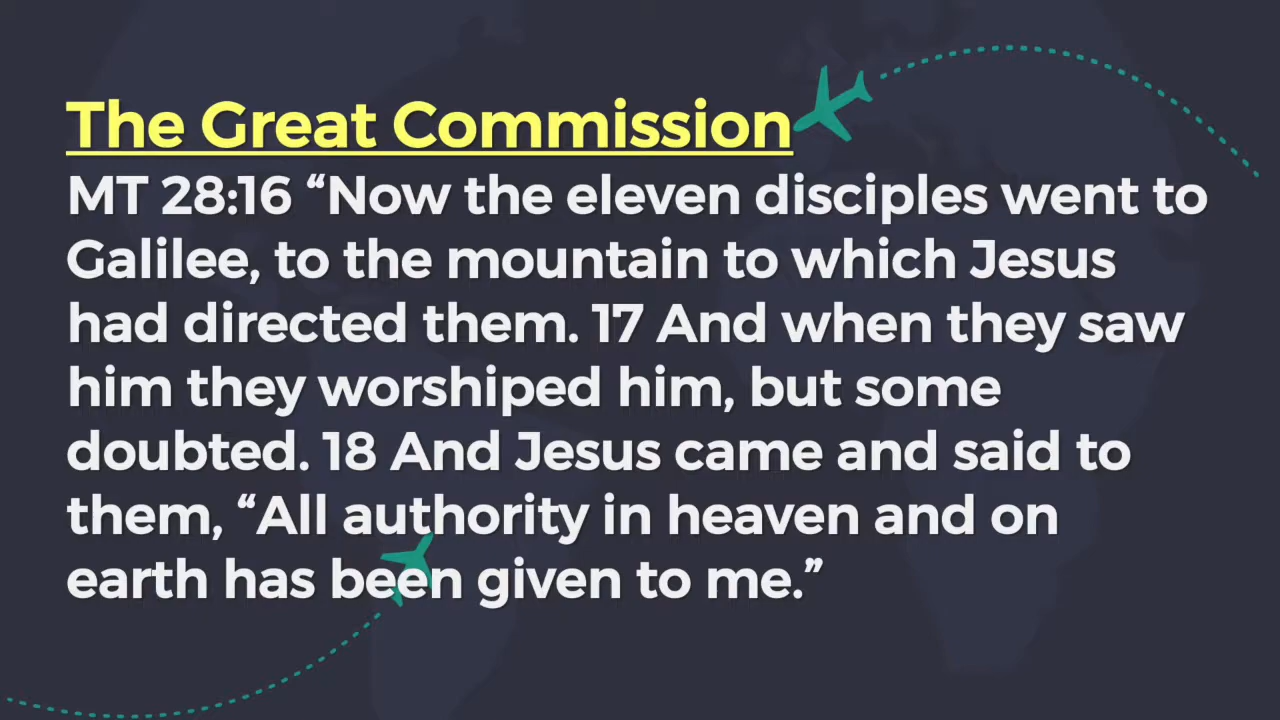 The Great Commission
MT 28:16 “Now the eleven disciples went to
Galilee, to the mountain to which Jesus
had directed them. 17 And when they saw
him they worshiped him, but some
doubted. 18 And Jesus came and said to
them, “All authority in heaven and on
earth has been given to me.”